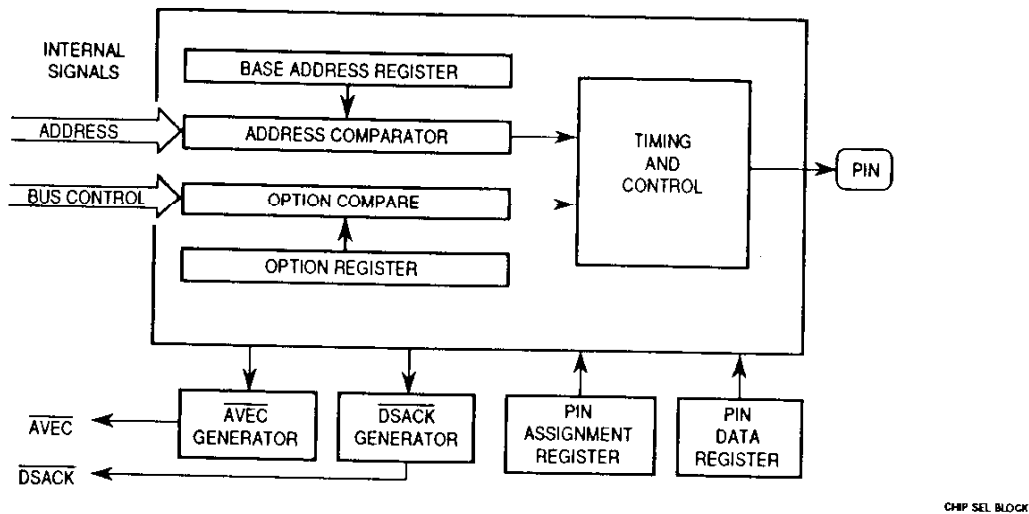 INTERNAL
SIGNALS
BASE ADDRESS REGISTER
ADDRESS
ADDRESS COMPARATOR
TIMING
AND
CONTROL
PIN
BUS CONTROL
OPTION COMPARE
OPTION REGISTER
AVEC
AVEC
GENERATOR
DSACK
GENERATOR
PIN
ASSIGNMENT
REGISTER
PIN
DATA
REGISTER
DSACK
CHIP SEL BLOCK